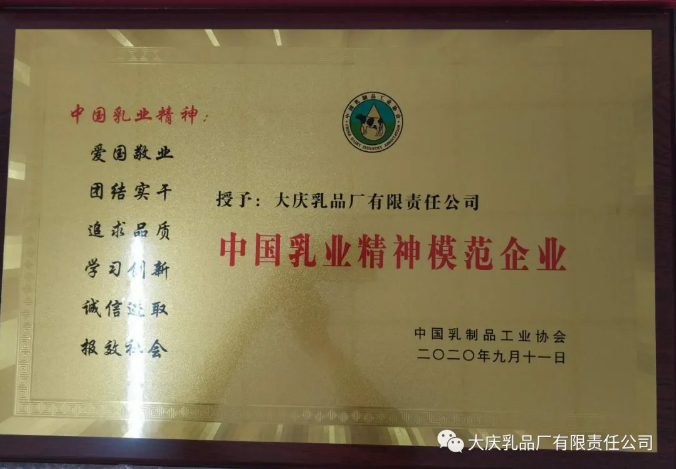 中国乳业精神：
爱国敬业
团结实干
追求品质
学习创新
诚信进取
报效社会
授予：大庆乳品厂有限责任公司
中国乳业精神模范企业
中国乳制品工业协会
二〇二〇年九月十一日
大庆乳品厂有限责任公司